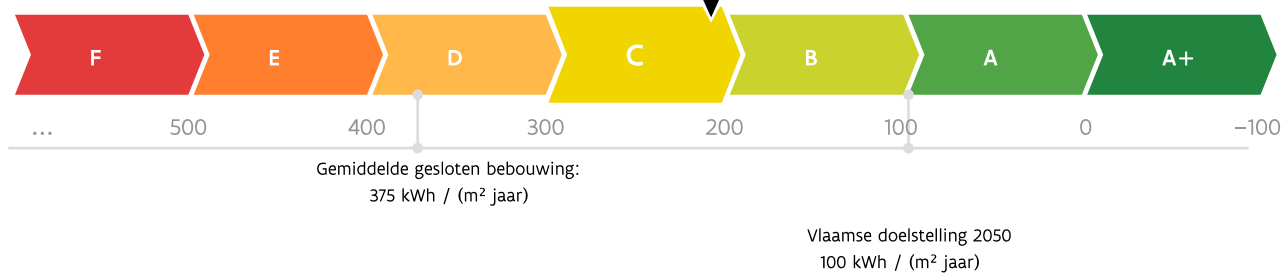 F E D C B A A+
... 500 400 300 200 100 0 –100
Gemiddelde gesloten bebouwing:
375 kWh / (m² jaar)
Vlaamse doelstelling 2050
100 kWh / (m² jaar)